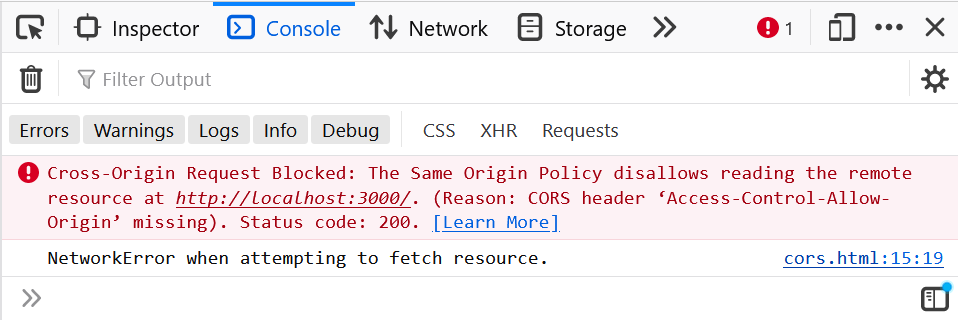 Inspector Console Network Storage 1
Filter Output
Errors Warnings Logs Info Debug CSS XHR Requests
Cross-Origin Request Blocked: The Same Origin Policy disallows reading the remote
resource at http://localhost:3000/. (Reason: CORS header ‘Access-Control-Allow-
Origin’ missing). Status code: 200. [Learn More]
NetworkError when attempting to fetch resource. cors.html:15:19